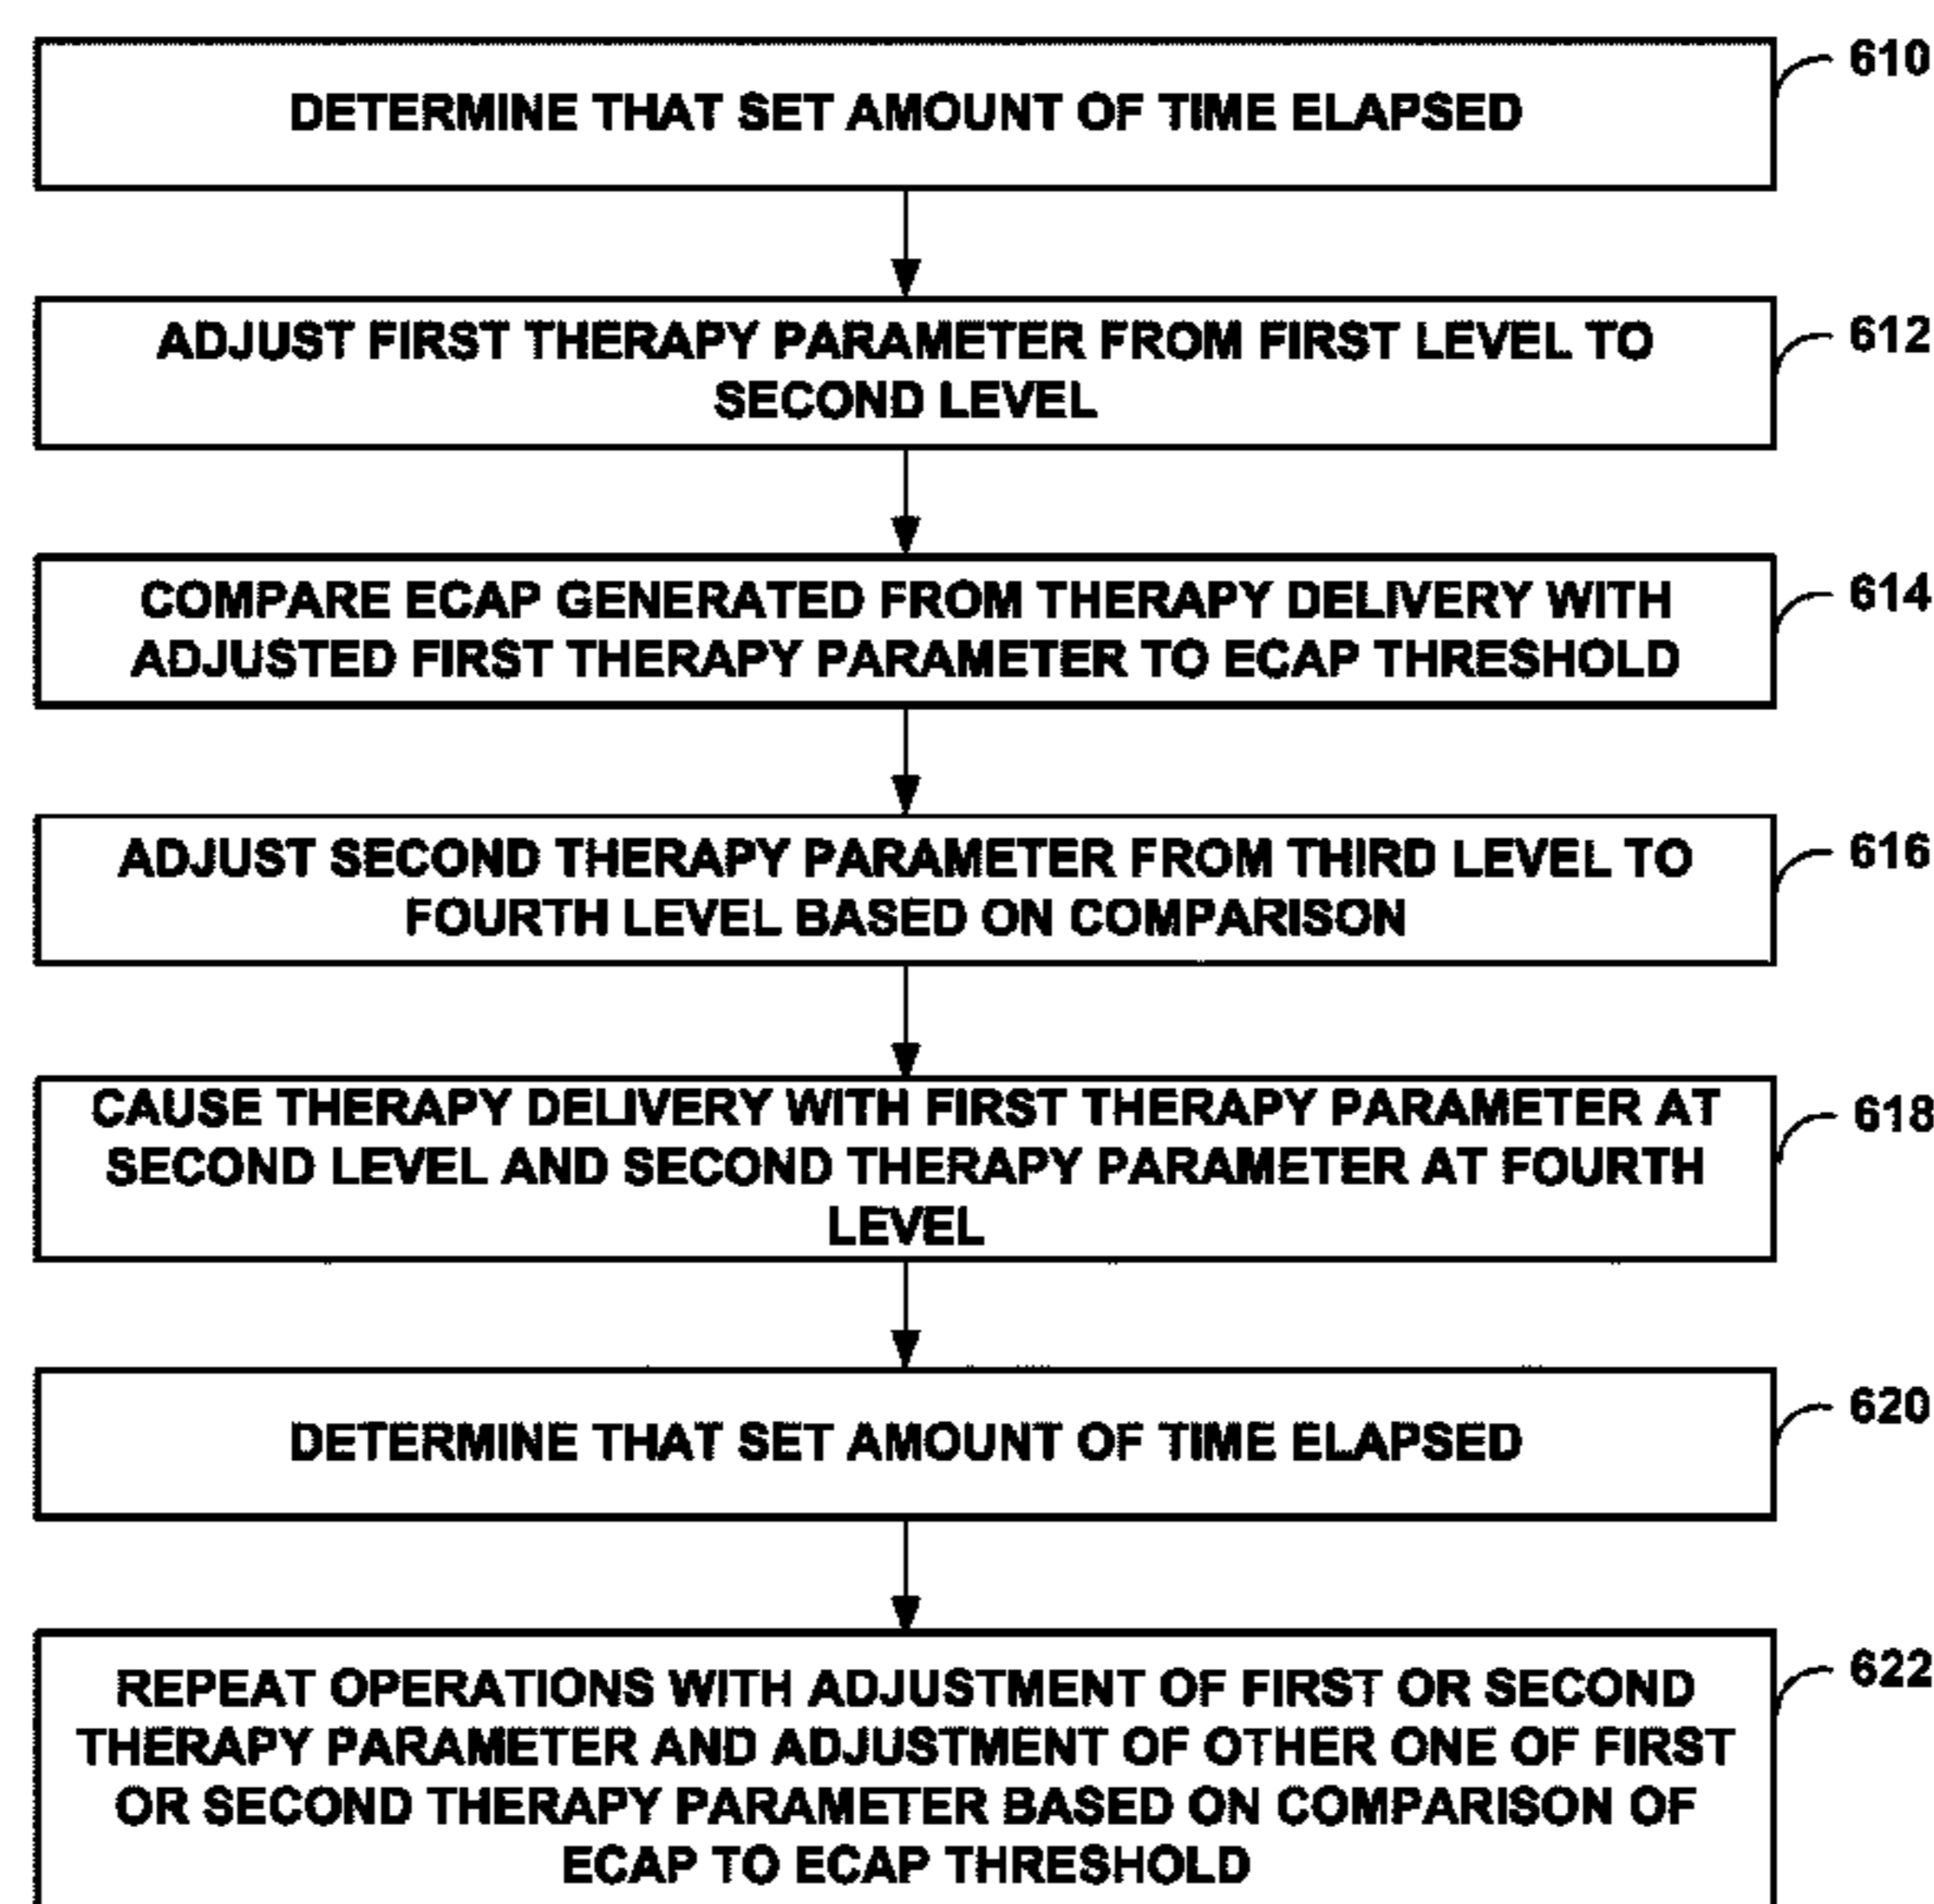 610
DETERMINE THAT SET AMOUNT OF TIME ELAPSED
612
ADJUST FIRST THERAPY PARAMETER FROM FIRST LEVEL TO
SECOND LEVEL
614
COMPARE ECAP GENERATED FROM THERAPY DELIVERY WITH
ADJUSTED FIRST THERAPY PARAMETER TO ECAP THRESHOLD
616
ADJUST SECOND THERAPY PARAMETER FROM THIRD LEVEL TO
FOURTH LEVEL BASED ON COMPARISON
618
CAUSE THERAPY DELIVERY WITH FIRST THERAPY PARAMETER AT
SECOND LEVEL AND SECOND THERAPY PARAMETER AT FOURTH
LEVEL
620
DETERMINE THAT SET AMOUNT OF TIME ELAPSED
622
REPEAT OPERATIONS WITH ADJUSTMENT OF FIRST OR SECOND
THERAPY PARAMETER AND ADJUSTMENT OF OTHER ONE OF FIRST
OR SECOND THERAPY PARAMETER BASED ON COMPARISON OF
ECAP TO ECAP THRESHOLD